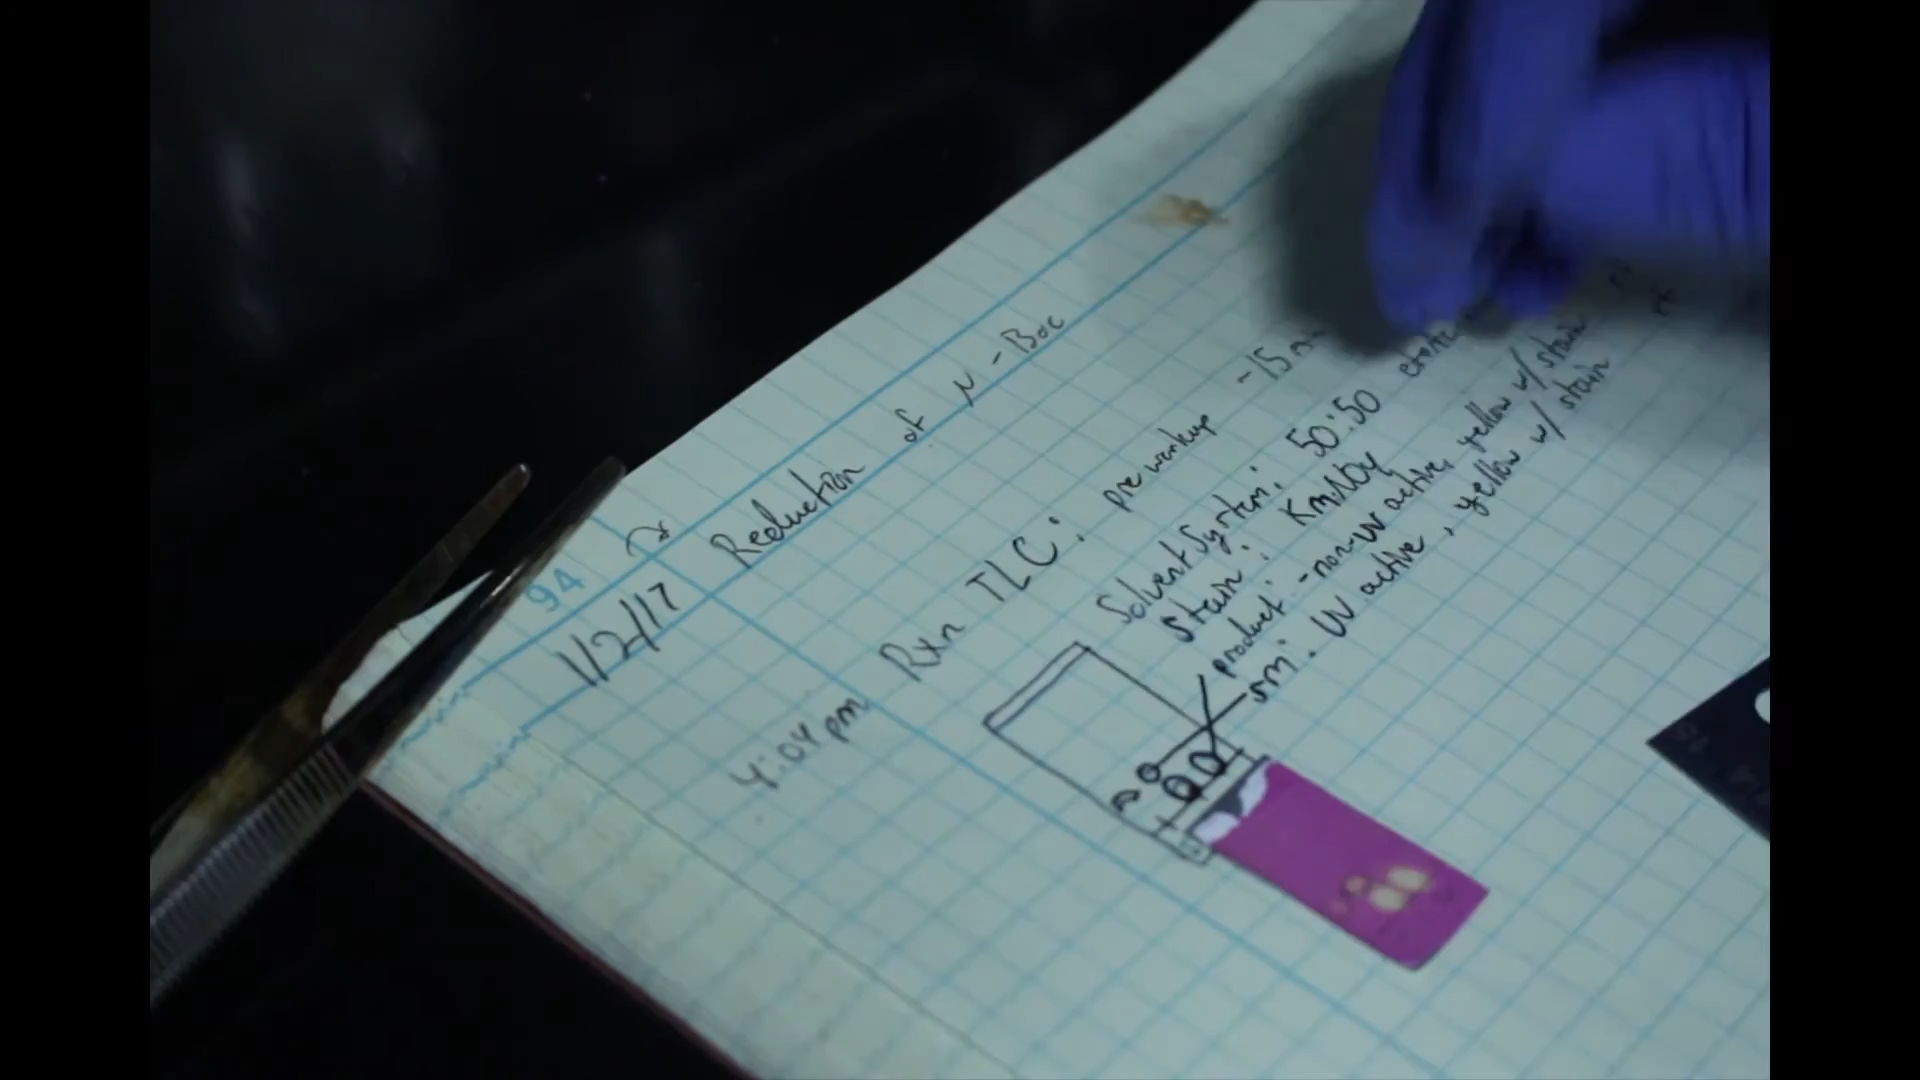 94
1/2/17 Reduction of N-Boc
4:04 pm Rxn TLC: pre workup -15
Solvent System: 50:50
Stain: KmNOy
product - non-UV active, yellow w/ stain
sm: UV active, yellow w/ stain